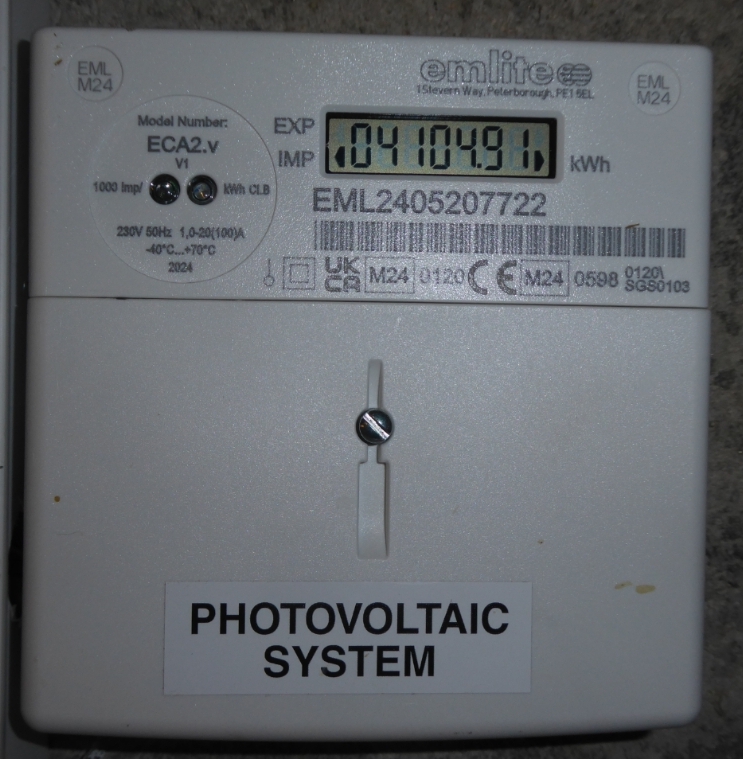 EML
M24
emlite
1 Stevern Way, Peterborough, PE1 5EL
EML
M24
Model Number:
ECA2.v
V1
1000 Imp/ kWh CLB
230V 50Hz 1,0-20(100)A
-40°C...+70°C
2024
EXP
IMP
04104.91
kWh
EML2405207722
UK
CA
M24 0120 CE M24 0598 0120\
SGS0103
PHOTOVOLTAIC
SYSTEM